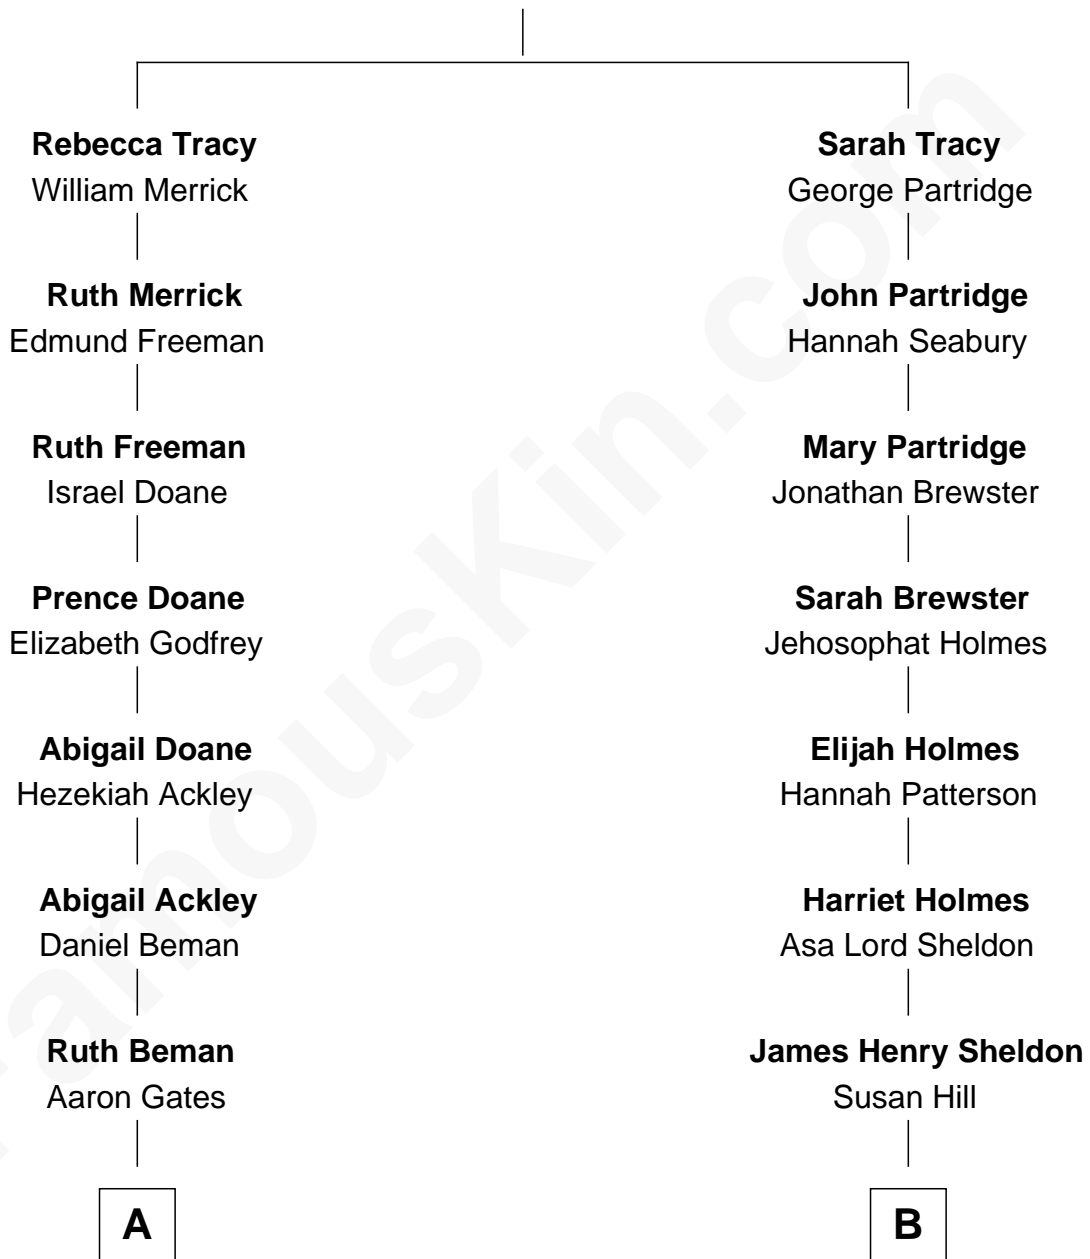 Rebecca Tracy
William Merrick
Sarah Tracy
George Partridge
Ruth Merrick
Edmund Freeman
John Partridge
Hannah Seabury
Ruth Freeman
Israel Doane
Mary Partridge
Jonathan Brewster
Prence Doane
Elizabeth Godfrey
Sarah Brewster
Jehosophat Holmes
Abigail Doane
Hezekiah Ackley
Elijah Holmes
Hannah Patterson
Abigail Ackley
Daniel Beman
Harriet Holmes
Asa Lord Sheldon
Ruth Beman
Aaron Gates
James Henry Sheldon
Susan Hill
A
B
FamousKin.com